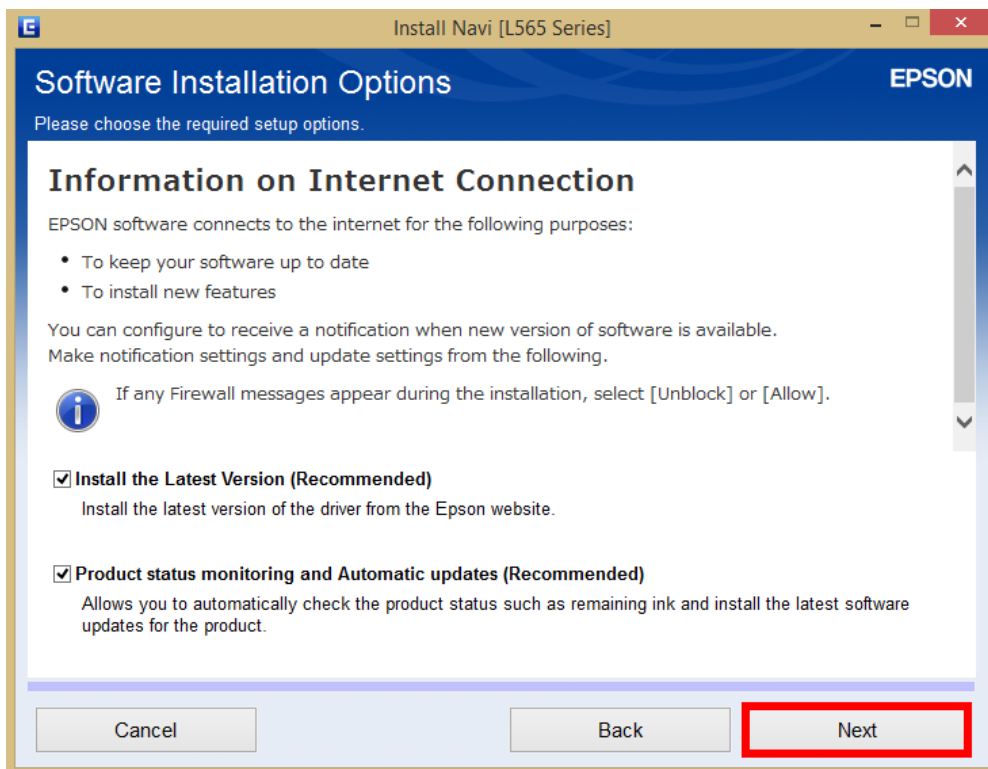 Install Navi [L565 Series]
Software Installation Options
EPSON
Please choose the required setup options.
Information on Internet Connection
EPSON software connects to the internet for the following purposes:
• To keep your software up to date
• To install new features
You can configure to receive a notification when new version of software is available.
Make notification settings and update settings from the following.
If any Firewall messages appear during the installation, select [Unblock] or [Allow].
Install the Latest Version (Recommended)
Install the latest version of the driver from the Epson website.
Product status monitoring and Automatic updates (Recommended)
Allows you to automatically check the product status such as remaining ink and install the latest software
updates for the product.
Cancel
Back
Next